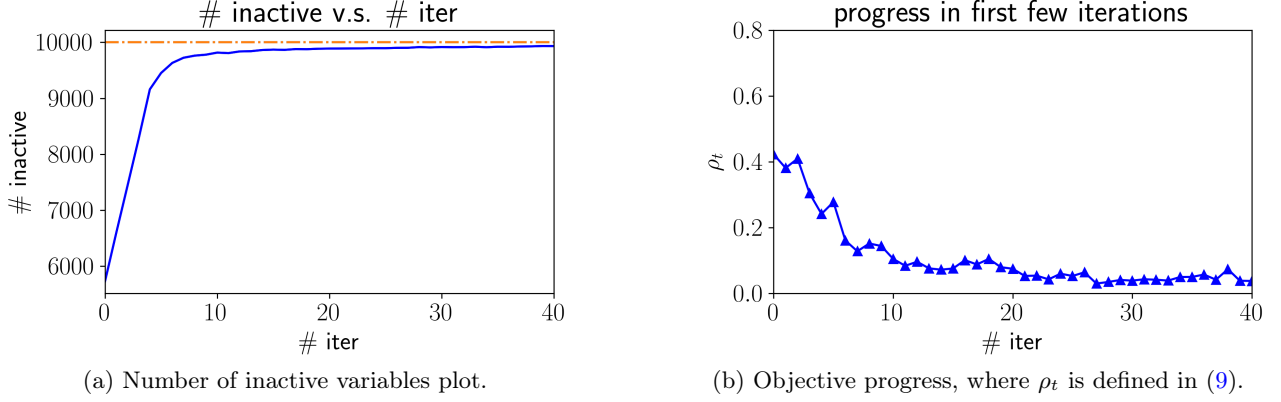 # inactive v.s. # iter
10000
9000
8000
7000
6000
# inactive
0 10 20 30 40
# iter
(a) Number of inactive variables plot.
progress in first few iterations
0.8
0.6
0.4
0.2
0.0
ρt
0 10 20 30 40
# iter
(b) Objective progress, where ρt is defined in (9).